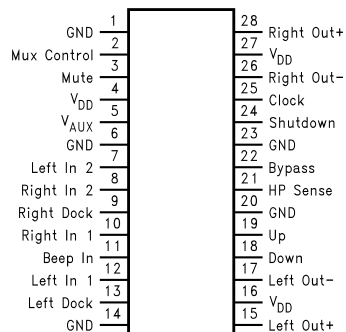 1 GND
2 Mux Control
3 Mute
4 VDD
5 VAUX
6 GND
7 Left In 2
8 Right In 2
9 Right Dock
10 Right In 1
11 Beep In
12 Left In 1
13 Left Dock
14 GND
28 Right Out+
27 VDD
26 Right Out-
25 Clock
24 Shutdown
23 GND
22 Bypass
21 HP Sense
20 GND
19 Up
18 Down
17 Left Out-
16 VDD
15 Left Out+